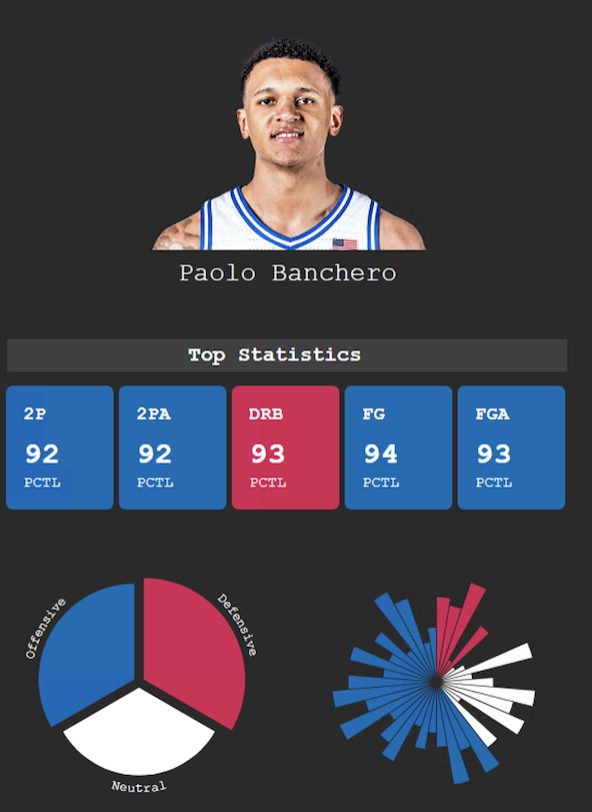 Paolo Banchero
Top Statistics
2P 2PA DRB FG FGA
92 92 93 94 93
PCTL PCTL PCTL PCTL PCTL
Offensive Defensive
Neutral